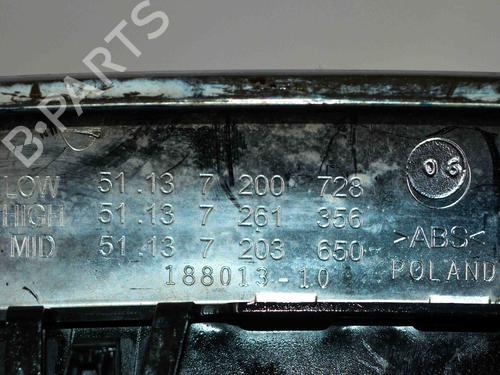 B-PARTS
LOW 51.13 7 200 728
HIGH 51.13 7 261 356
MID 51.13 7 203 650
188013-10
06
>ABS<
POLAND